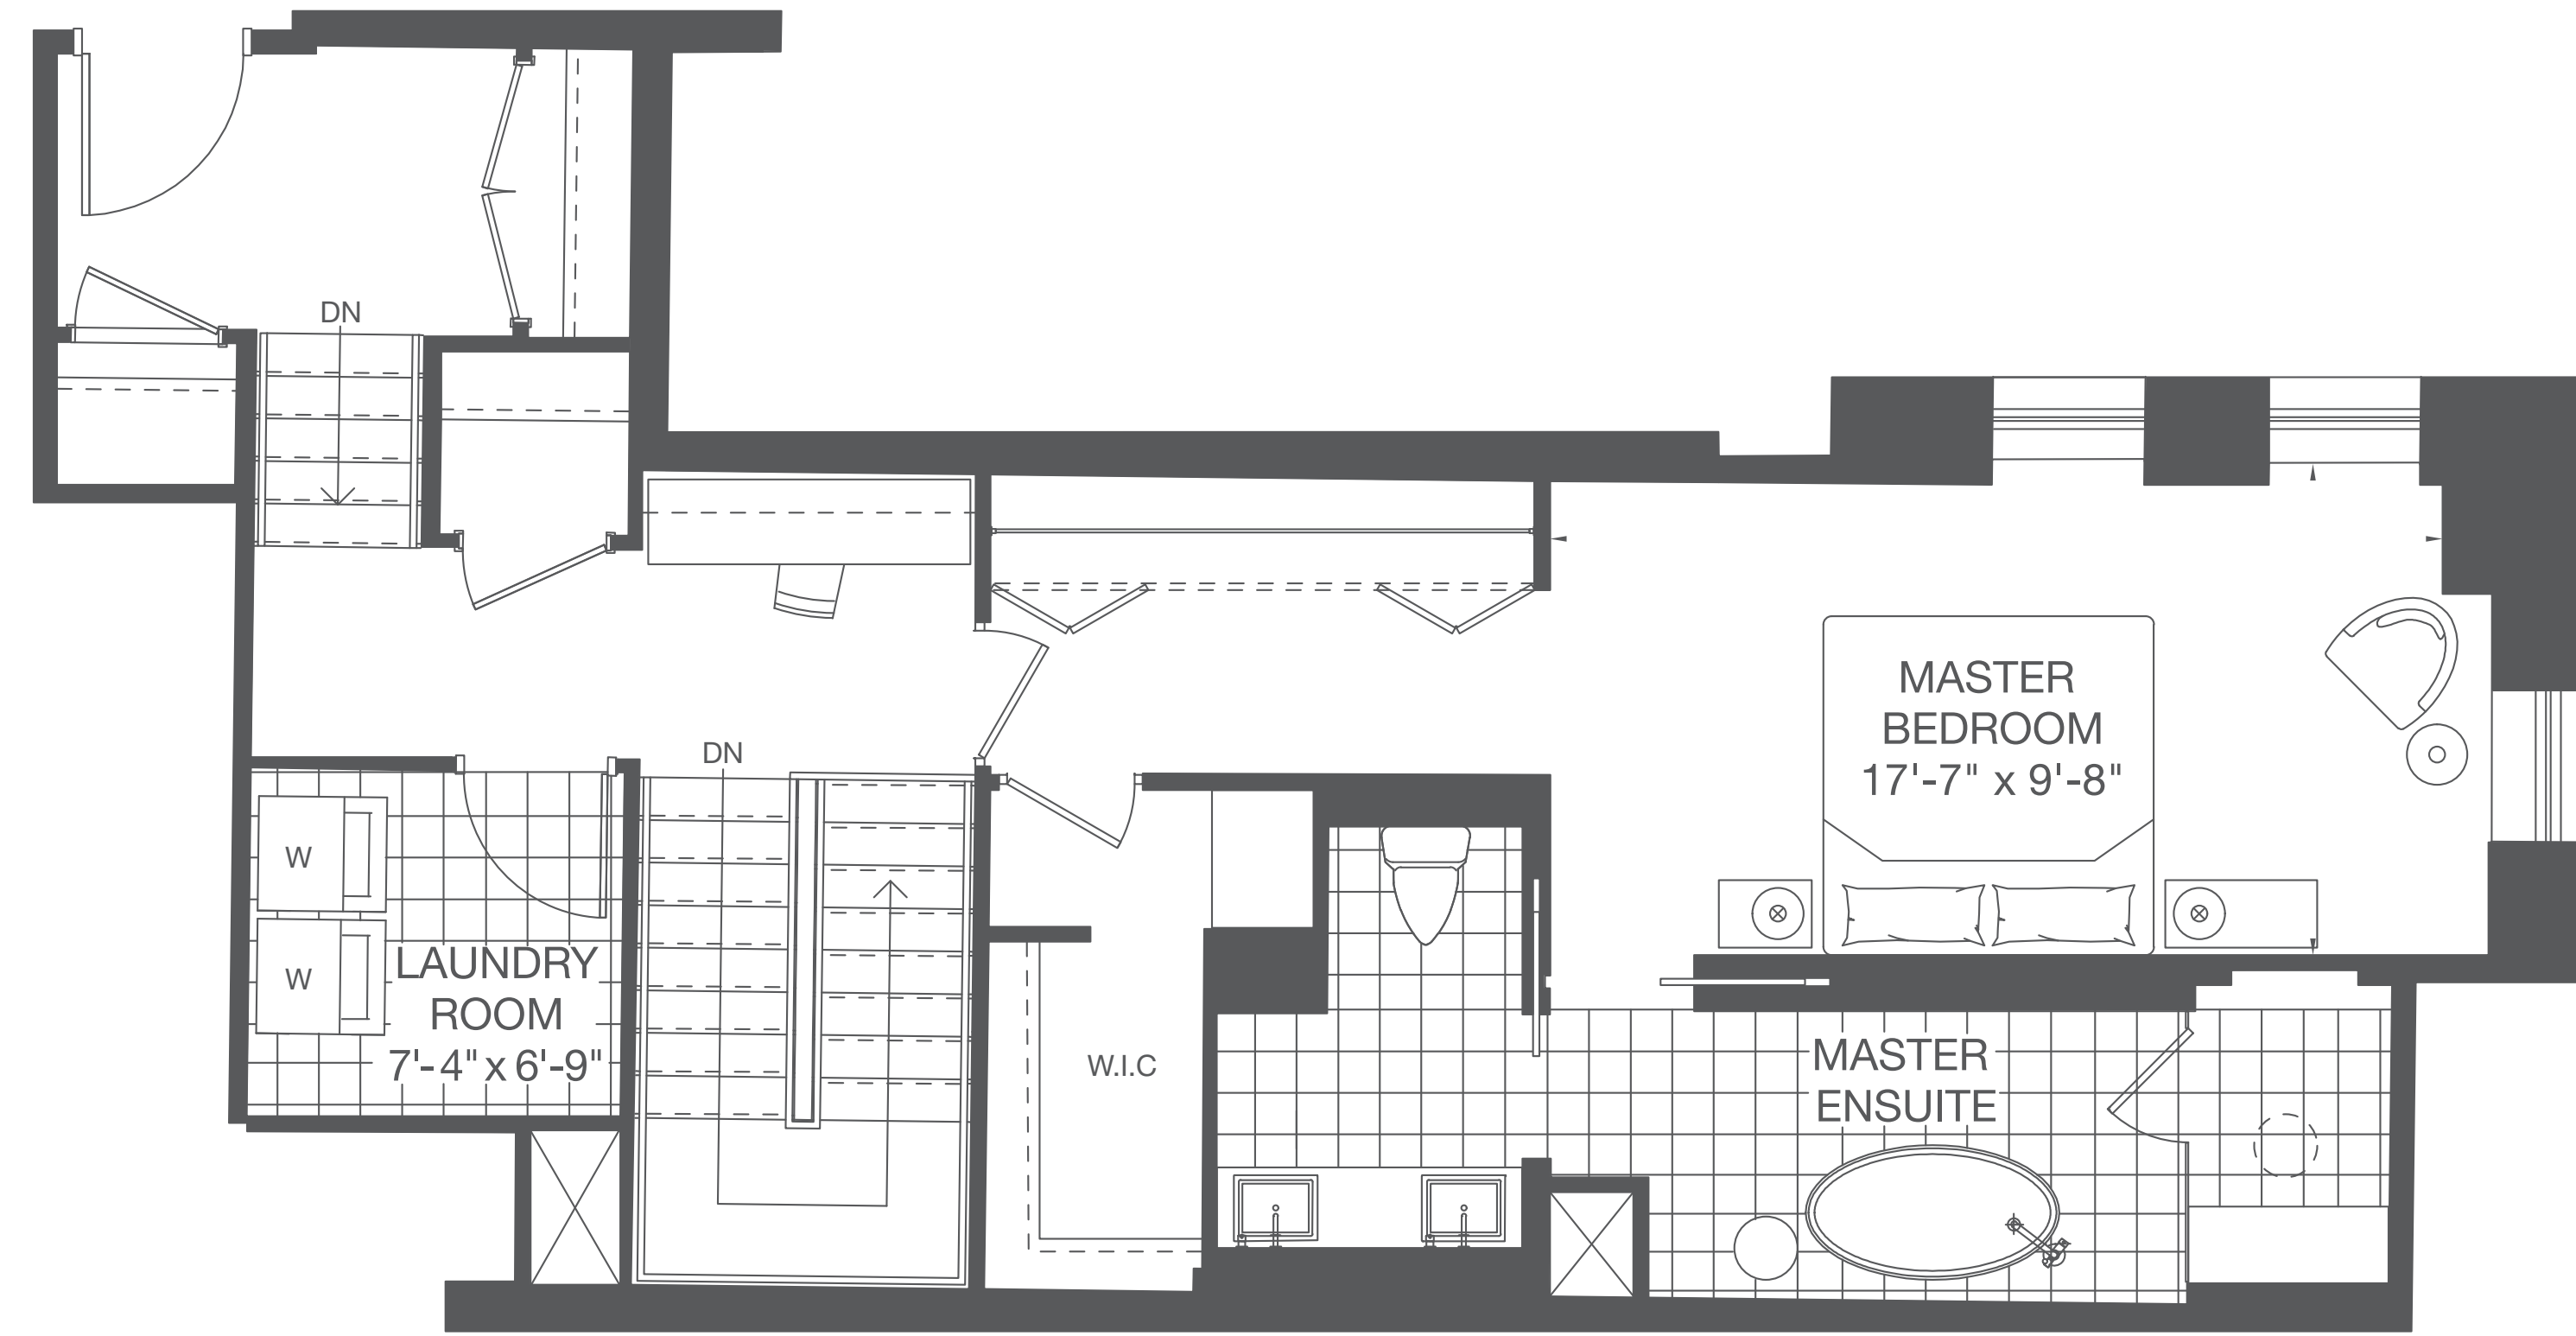 DN
MASTER
BEDROOM
17'-7" x 9'-8"
DN
W
W
LAUNDRY
ROOM
7'-4" x 6'-9"
W.I.C
MASTER
ENSUITE